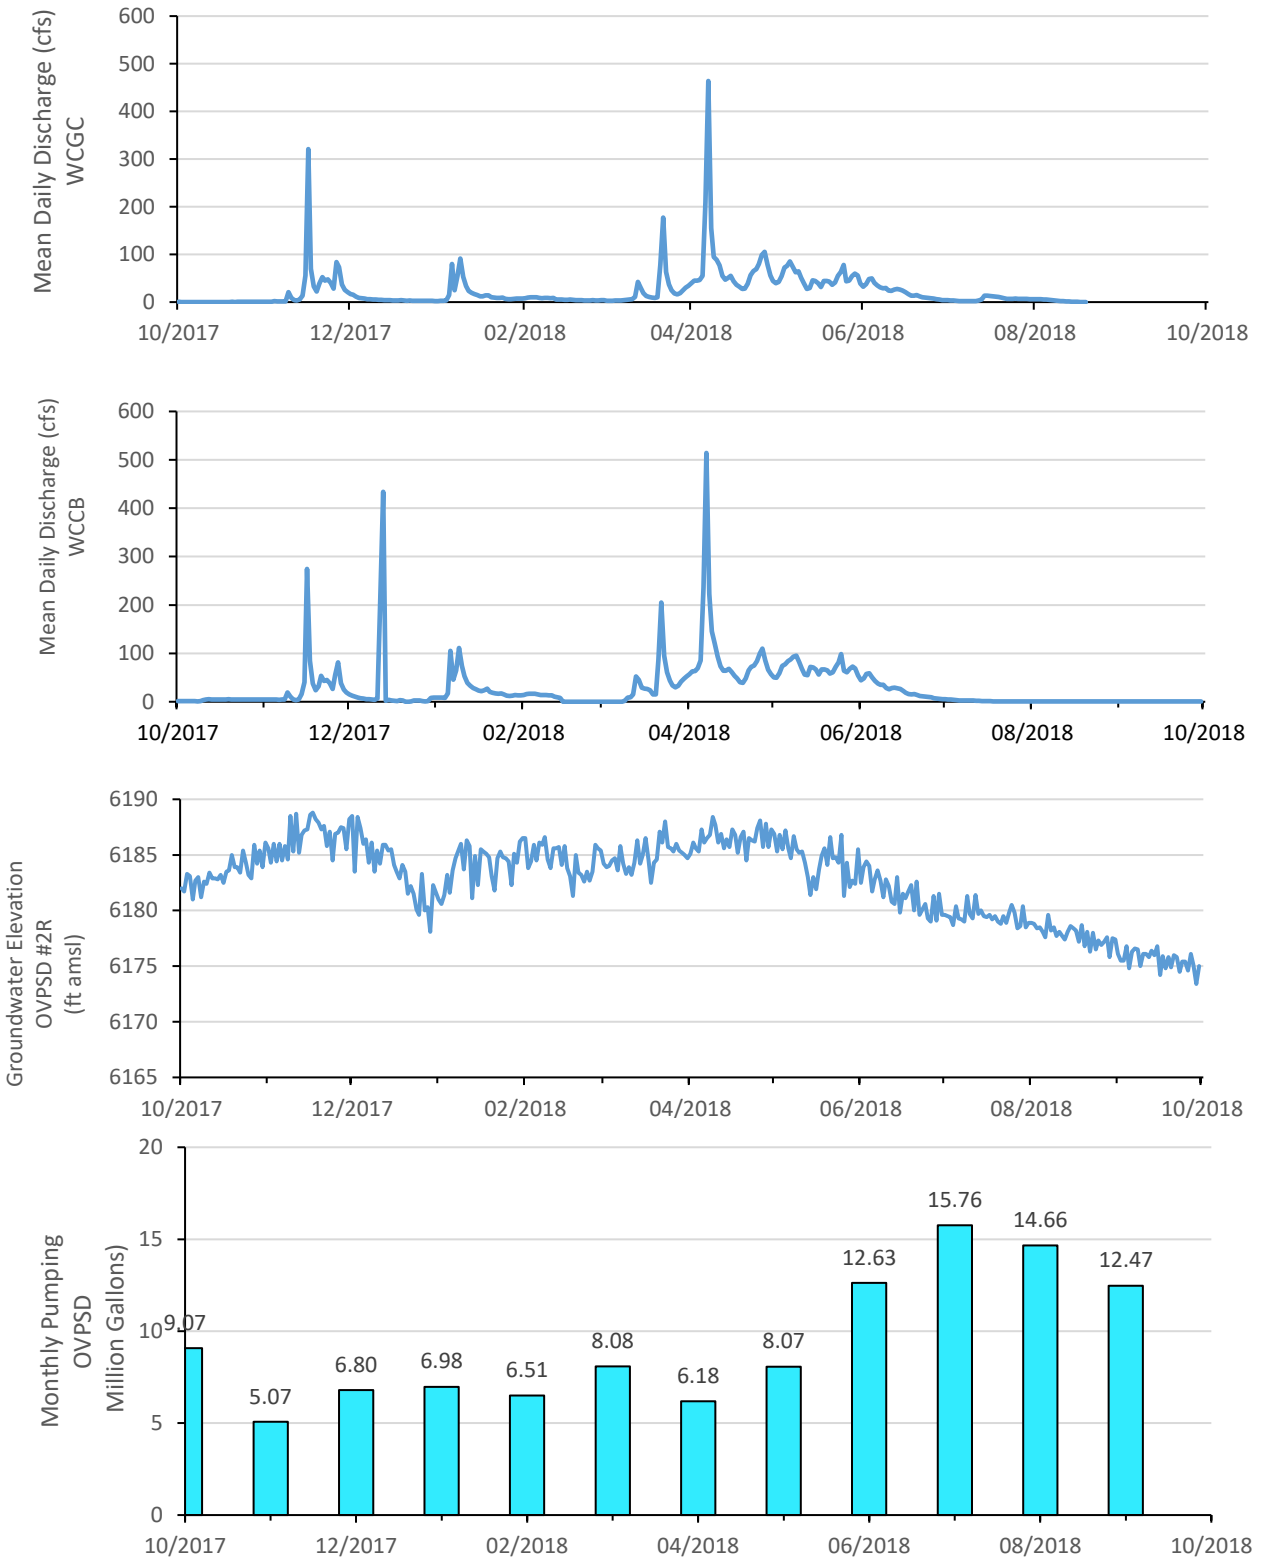 Mean Daily Discharge (cfs)
WCGC
600
500
400
300
200
100
0
10/2017 12/2017 02/2018 04/2018 06/2018 08/2018 10/2018
Mean Daily Discharge (cfs)
WCCB
600
500
400
300
200
100
0
10/2017 12/2017 02/2018 04/2018 06/2018 08/2018 10/2018
Groundwater Elevation
OVPSD #2R
(ft amsl)
6190
6185
6180
6175
6170
6165
10/2017 12/2017 02/2018 04/2018 06/2018 08/2018 10/2018
Monthly Pumping
OVPSD
Million Gallons)
20
15
10
5
0
9.07
5.07
6.80
6.98
6.51
8.08
6.18
8.07
12.63
15.76
14.66
12.47
10/2017 12/2017 02/2018 04/2018 06/2018 08/2018 10/2018